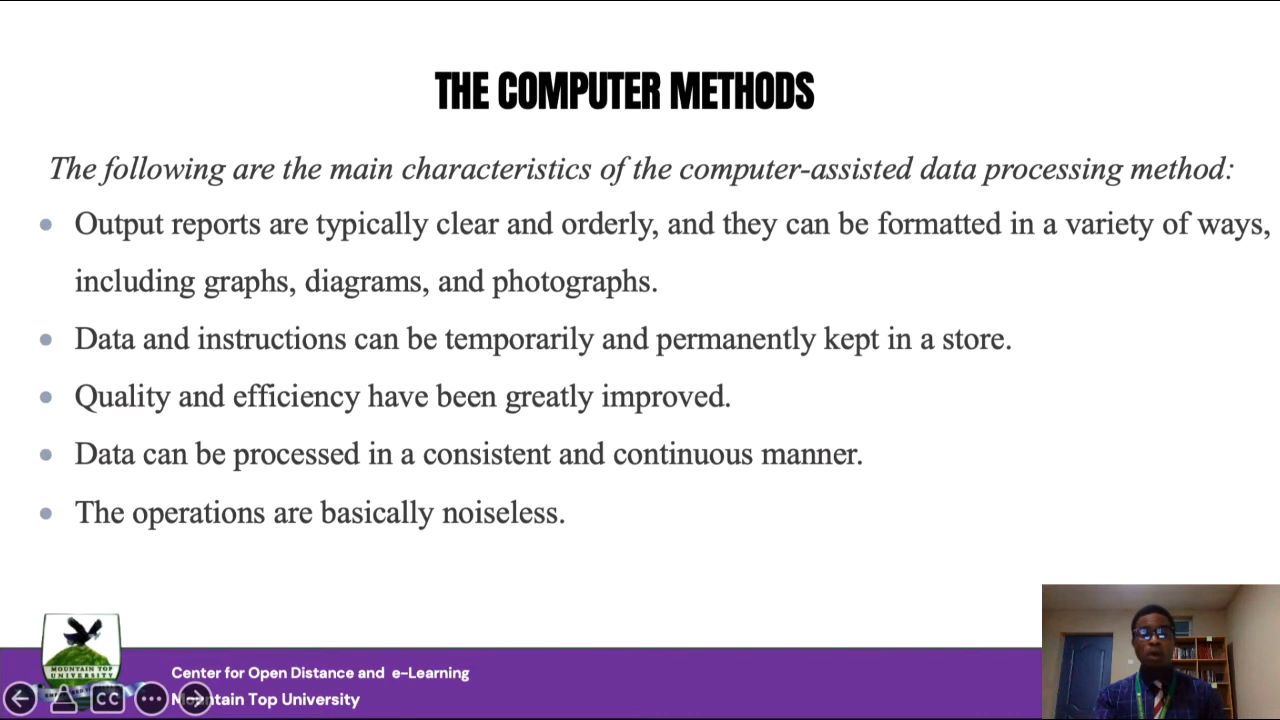 THE COMPUTER METHODS
The following are the main characteristics of the computer-assisted data processing method:
Output reports are typically clear and orderly, and they can be formatted in a variety of ways,
including graphs, diagrams, and photographs.
Data and instructions can be temporarily and permanently kept in a store.
Quality and efficiency have been greatly improved.
Data can be processed in a consistent and continuous manner.
The operations are basically noiseless.
MOUNTAIN TOP
UNIVERSITY
Center for Open Distance and e-Learning
CC
Mountain Top University